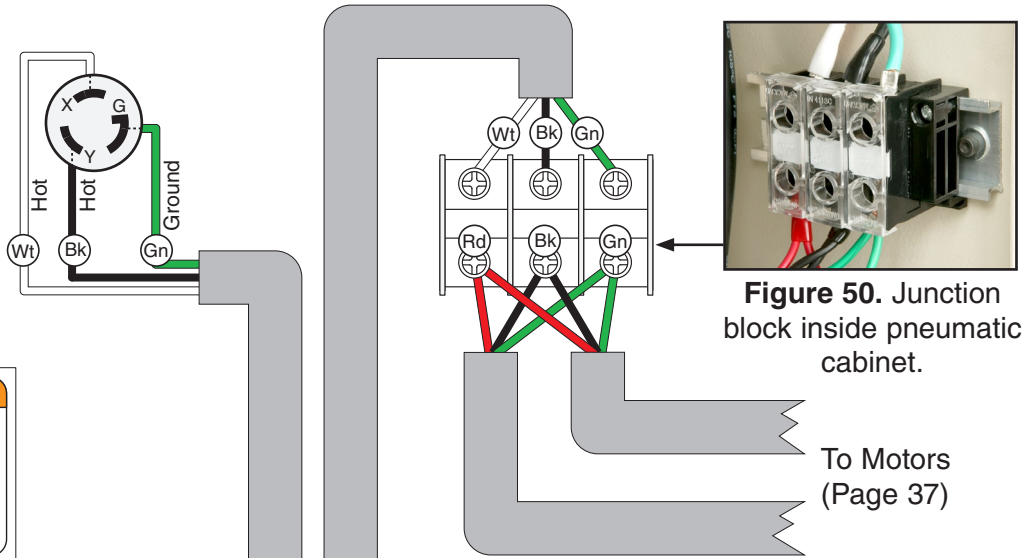 X
G
Y
Hot
Hot
Ground
Wt
Bk
Gn
Wt
Bk
Gn
Rd
Bk
Gn
Figure 50. Junction
block inside pneumatic
cabinet.
To Motors
(Page 37)